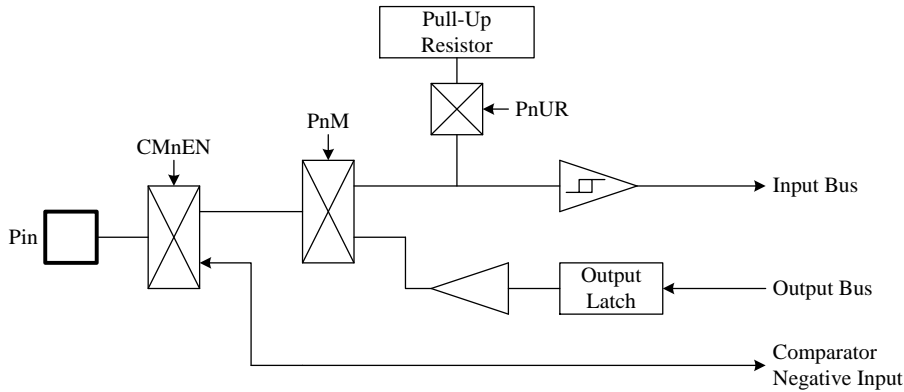 Pull-Up
Resistor
PnUR
PnM
CMnEN
Input Bus
Pin
Output
Latch
Output Bus
Comparator
Negative Input